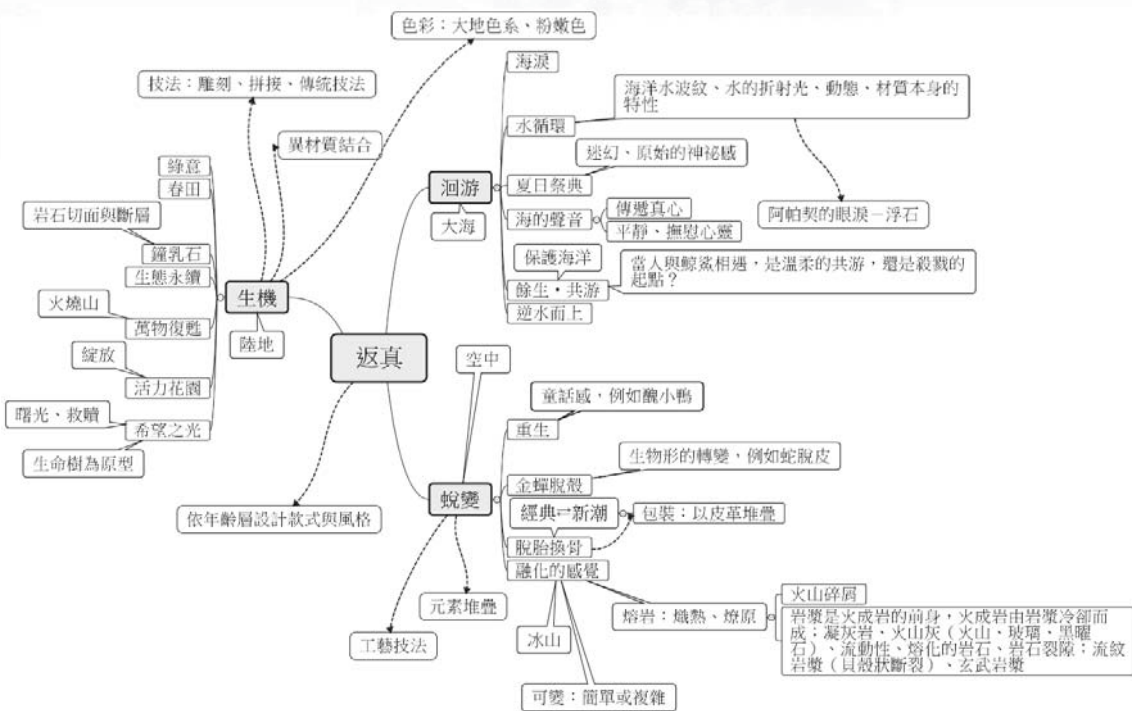 色彩：大地色系、粉嫩色
技法：雕刻、拼接、傳統技法
異材質結合
綠意
春田
岩石切面與斷層
鐘乳石
生態永續
火燒山
萬物復甦
綻放
活力花園
曙光、救贖
希望之光
生命樹為原型
生機
陸地
返真
依年齡層設計款式與風格
洄游
大海
海淚
水循環
海洋水波紋、水的折射光、動態、材質本身的
特性
阿帕契的眼淚－浮石
夏日祭典
迷幻、原始的神祕感
海的聲音
傳遞真心
平靜、撫慰心靈
保護海洋
餘生・共游
當人與鯨鯊相遇，是溫柔的共游，還是殺戮的
起點？
逆水而上
空中
蛻變
工藝技法
元素堆疊
重生
童話感，例如醜小鴨
金蟬脫殼
生物形的轉變，例如蛇脫皮
經典⇌新潮
包裝：以皮革堆疊
脫胎換骨
融化的感覺
冰山
可變：簡單或複雜
熔岩：熾熱、燎原
火山碎屑
岩漿是火成岩的前身，火成岩由岩漿冷卻而
成；凝灰岩、火山灰（火山、玻璃、黑曜
石）、流動性、熔化的岩石、岩石裂隙；流紋
岩漿（貝殼狀斷裂）、玄武岩漿